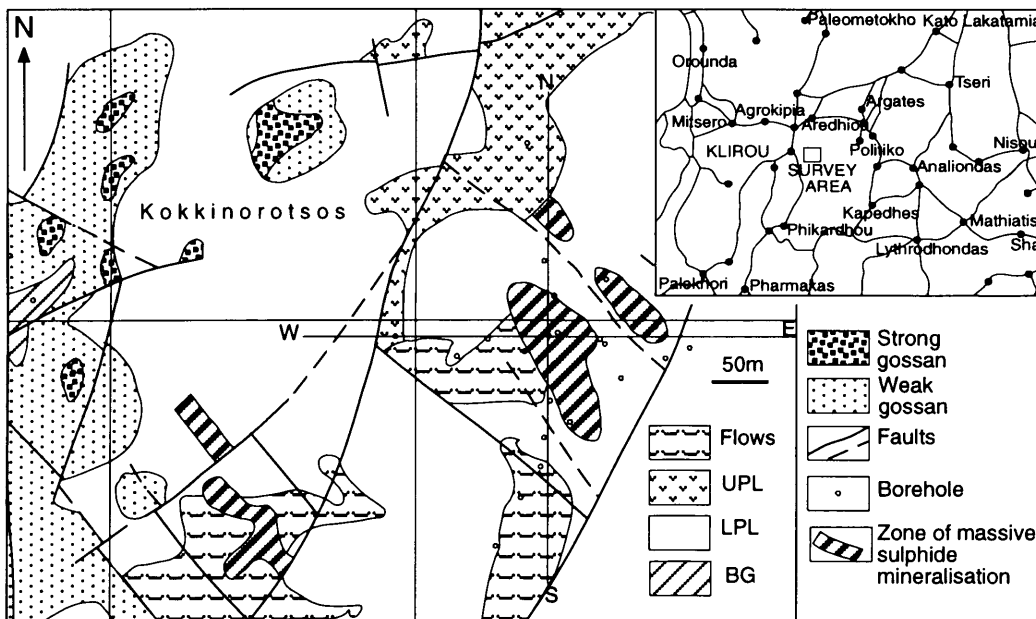 N
Kokkinorotsos
N
W
E
S
50m
Paleometokho
Kato Lakatamia
Orounda
Tseri
Agrokipia
Argates
Mitsero
Aredhiou
KLIROU
Politiko
Nisou
SURVEY
AREA
Analiondas
Kapedhes
Mathiatis
Phikardhou
Lythrodhondas
Sha
Palekhori
Pharmakas
Flows
UPL
LPL
BG
Strong
gossan
Weak
gossan
Faults
Borehole
Zone of massive
sulphide
mineralisation